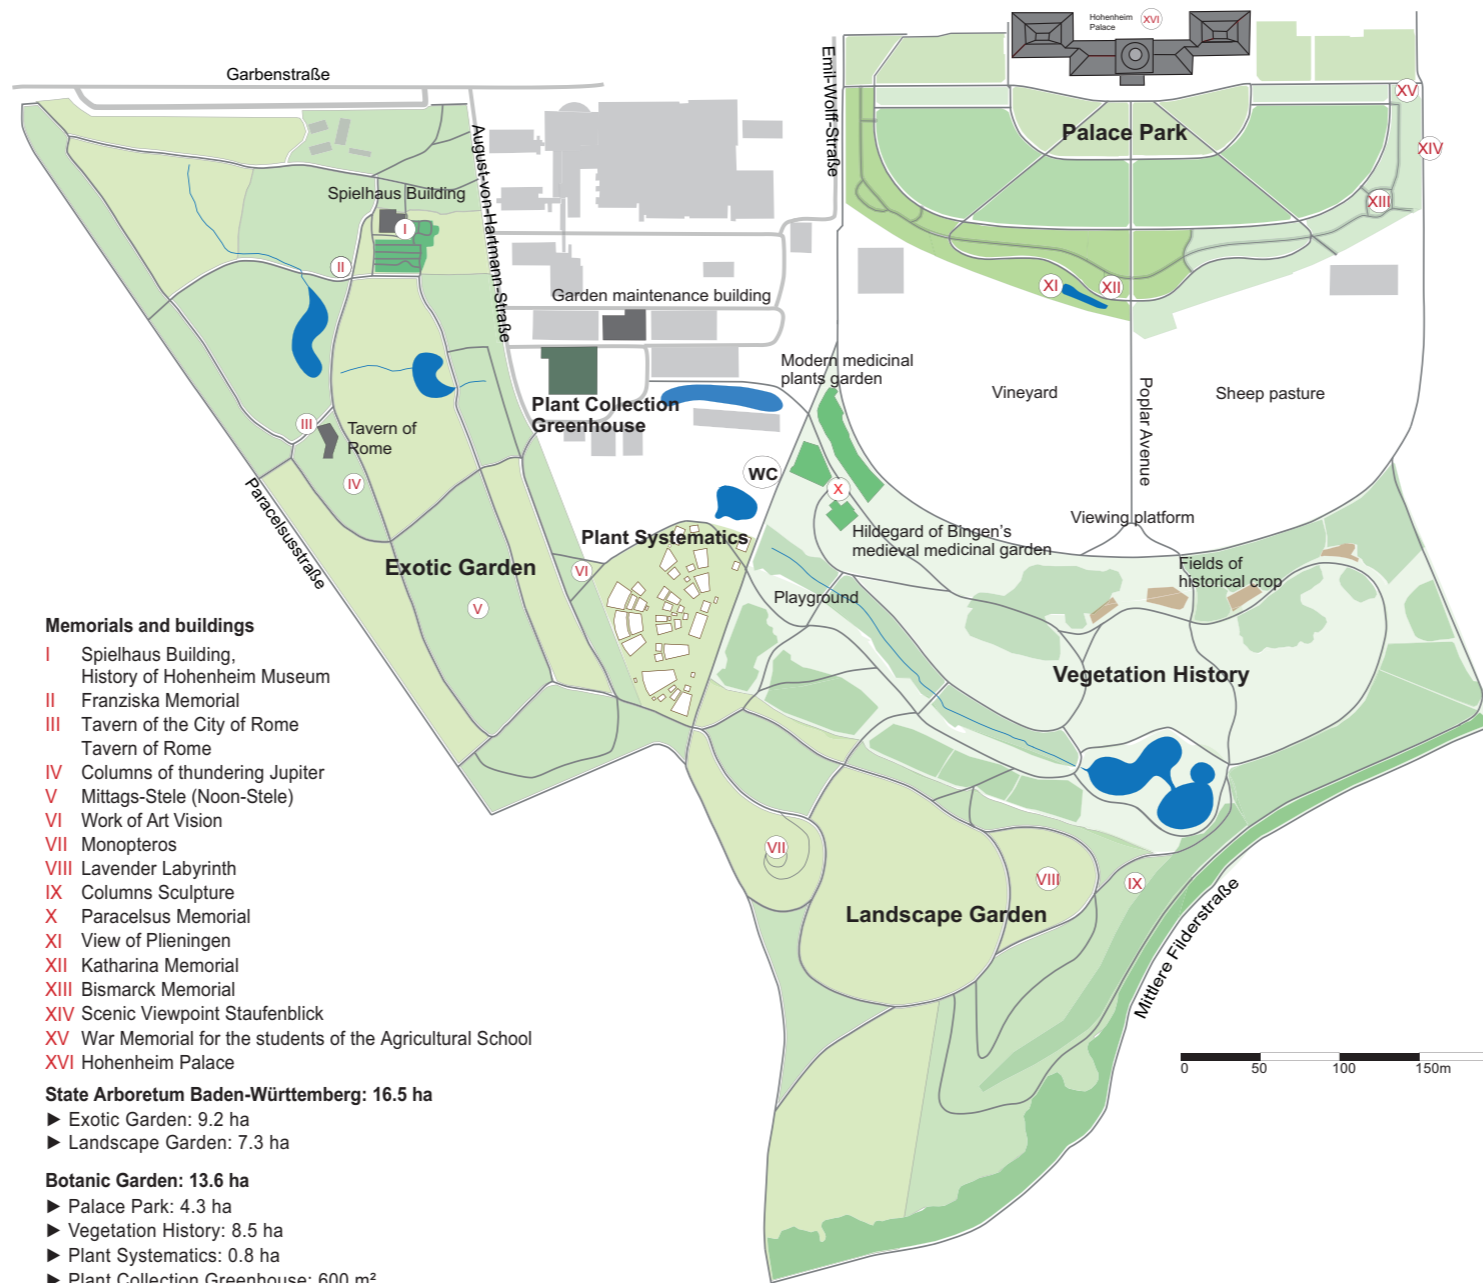 Hohenheim
Palace
XVI
Garbenstraße
Emil-Wolff-Straße
XV
Palace Park
August-von-Hartmann-Straße
XIV
Spielhaus Building
XIII
I
II
XI
XII
Garden maintenance building
Modern medicinal
plants garden
Vineyard
Poplar Avenue
Sheep pasture
Plant Collection
Greenhouse
III
Tavern of
Rome
WC
IV
X
Paracelsusstraße
Viewing platform
Hildegard of Bingen's
medieval medicinal garden
Plant Systematics
Exotic Garden
VI
Fields of
historical crop
V
Playground
Vegetation History
VII
VIII
IX
Landscape Garden
Mittlere Filderstraße
0 50 100 150m
Memorials and buildings
I Spielhaus Building,
History of Hohenheim Museum
II Franziska Memorial
III Tavern of the City of Rome
Tavern of Rome
IV Columns of thundering Jupiter
V Mittags-Stele (Noon-Stele)
VI Work of Art Vision
VII Monopteros
VIII Lavender Labyrinth
IX Columns Sculpture
X Paracelsus Memorial
XI View of Plieningen
XII Katharina Memorial
XIII Bismarck Memorial
XIV Scenic Viewpoint Staufenblick
XV War Memorial for the students of the Agricultural School
XVI Hohenheim Palace
State Arboretum Baden-Württemberg: 16.5 ha
► Exotic Garden: 9.2 ha
► Landscape Garden: 7.3 ha
Botanic Garden: 13.6 ha
► Palace Park: 4.3 ha
► Vegetation History: 8.5 ha
► Plant Systematics: 0.8 ha
► Plant Collection Greenhouse: 600 m²